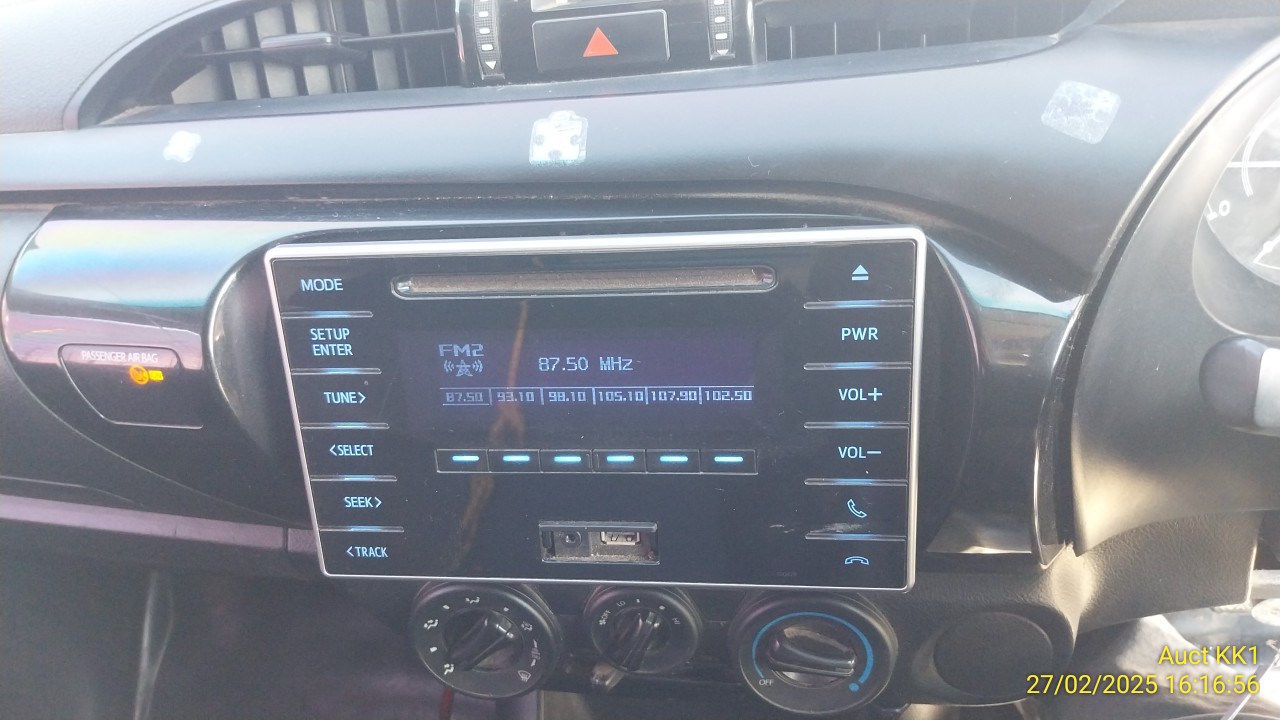 MODE
SETUP
ENTER
TUNE>
<SELECT
SEEK>
<TRACK
PASSENGER AIR BAG
FM2
87.50 MHz
87.50 93.10 98.10 105.10 107.90 102.50
PWR
VOL+
VOL−
OFF
LO
Auct KK1
27/02/2025 16:16:56